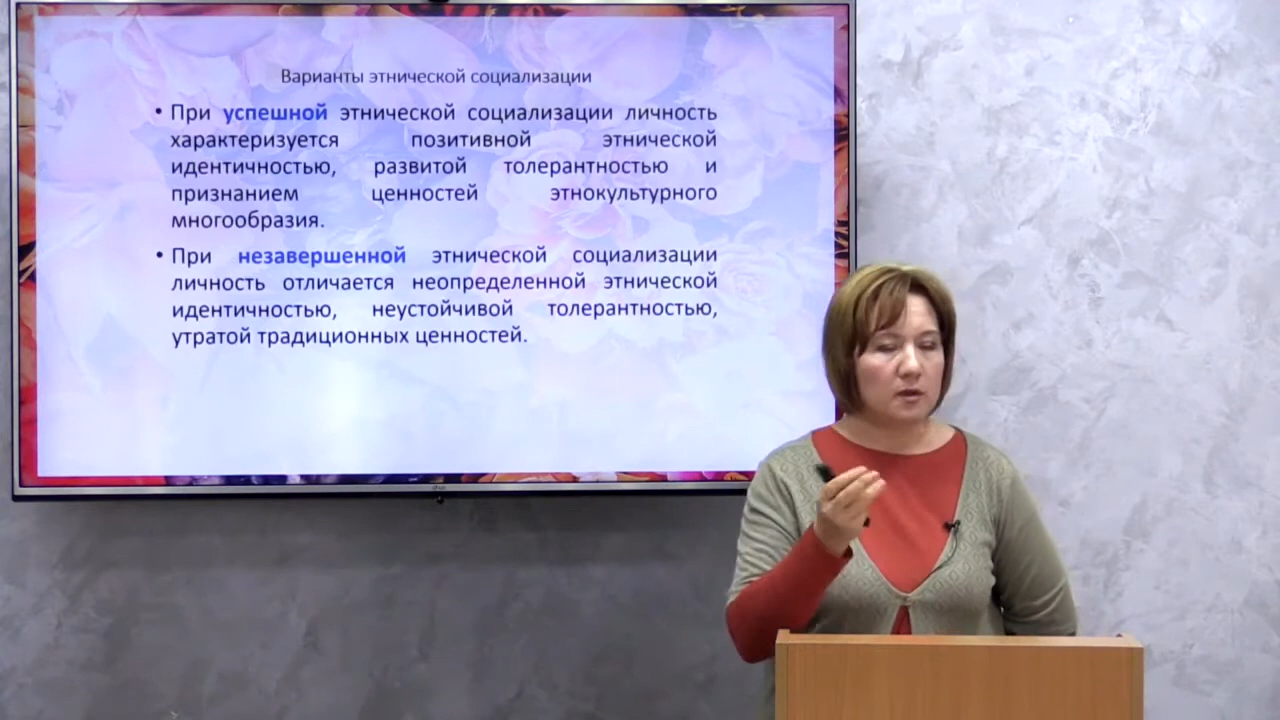 Варианты этнической социализации
• При успешной этнической социализации личность
характеризуется позитивной этнической
идентичностью, развитой толерантностью и
признанием ценностей этнокультурного
многообразия.
• При незавершенной этнической социализации
личность отличается неопределенной этнической
идентичностью, неустойчивой толерантностью,
утратой традиционных ценностей.
LG